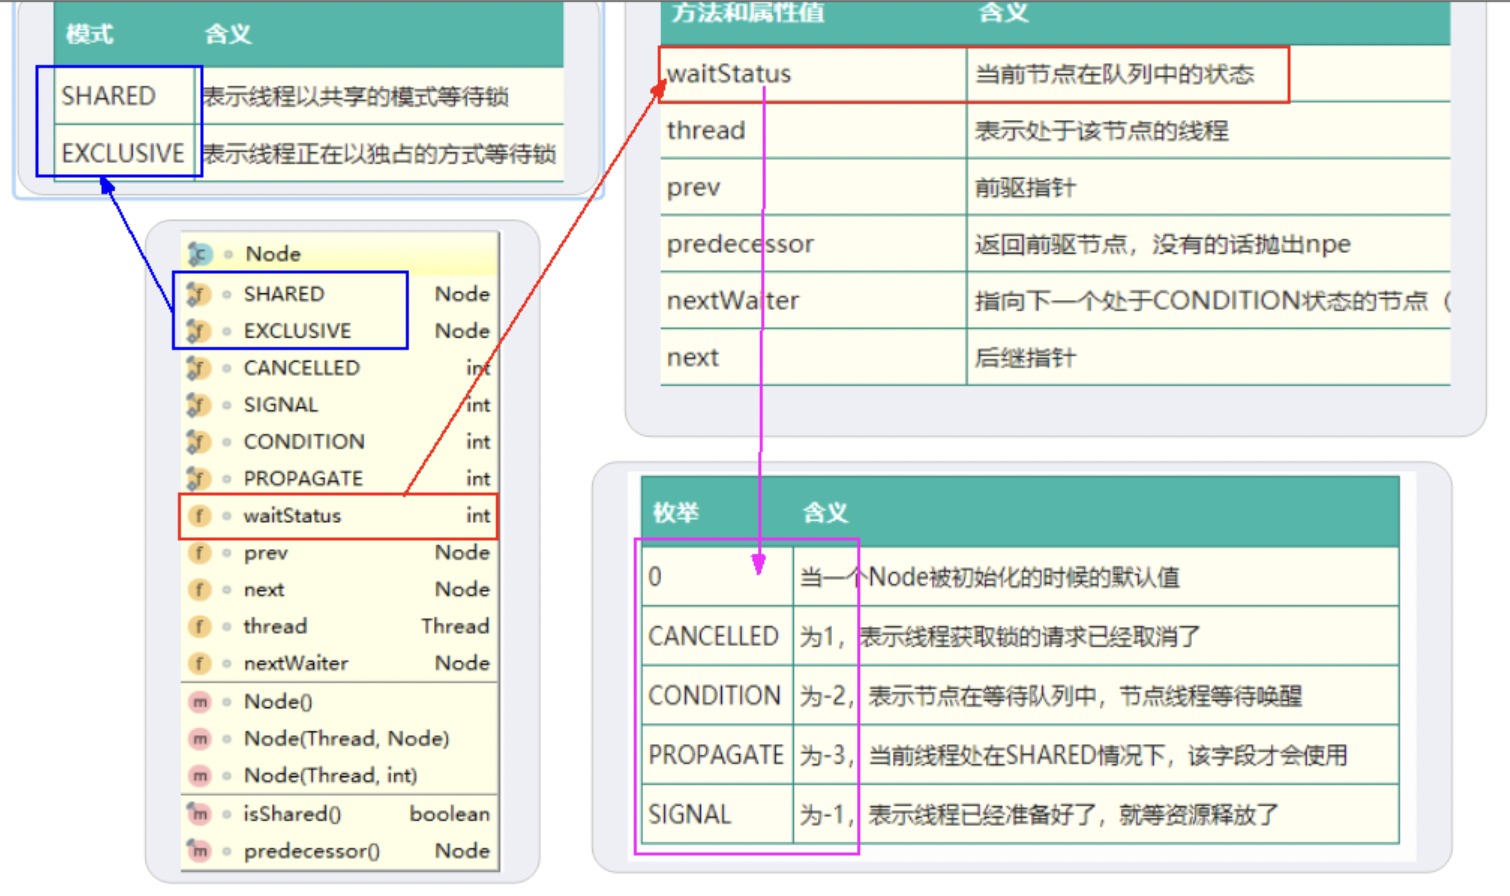 模式 含义
SHARED 表示线程以共享的模式等待锁
EXCLUSIVE 表示线程正在以独占的方式等待锁
方法和属性值 含义
waitStatus 当前节点在队列中的状态
thread 表示处于该节点的线程
prev 前驱指针
predecessor 返回前驱节点，没有的话抛出npe
nextWaiter 指向下一个处于CONDITION状态的节点（
next 后继指针
Node
SHARED Node
EXCLUSIVE Node
CANCELLED int
SIGNAL int
CONDITION int
PROPAGATE int
waitStatus int
prev Node
next Node
thread Thread
nextWaiter Node
Node()
Node(Thread, Node)
Node(Thread, int)
isShared() boolean
predecessor() Node
枚举 含义
0 当一个Node被初始化的时候的默认值
CANCELLED 为1，表示线程获取锁的请求已经取消了
CONDITION 为-2，表示节点在等待队列中，节点线程等待唤醒
PROPAGATE 为-3，当前线程处在SHARED情况下，该字段才会使用
SIGNAL 为-1，表示线程已经准备好了，就等资源释放了